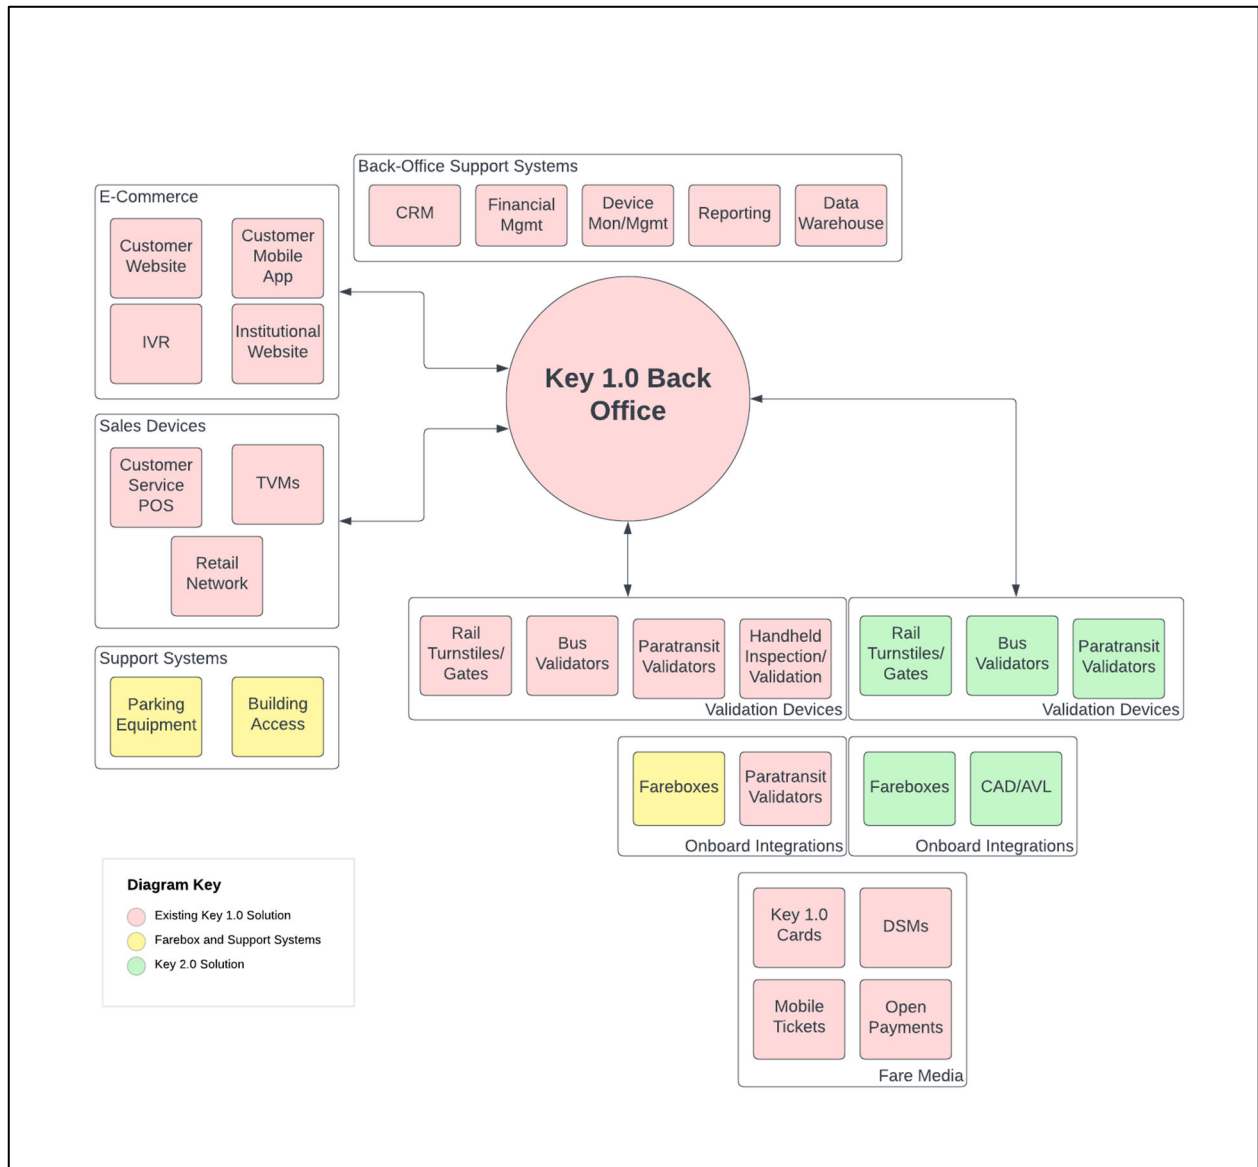 Back-Office Support Systems
CRM
Financial
Mgmt
Device
Mon/Mgmt
Reporting
Data
Warehouse
E-Commerce
Customer
Website
Customer
Mobile
App
IVR
Institutional
Website
Key 1.0 Back
Office
Sales Devices
Customer
Service
POS
TVMs
Retail
Network
Support Systems
Parking
Equipment
Building
Access
Rail
Turnstiles/
Gates
Bus
Validators
Paratransit
Validators
Handheld
Inspection/
Validation
Validation Devices
Rail
Turnstiles/
Gates
Bus
Validators
Paratransit
Validators
Validation Devices
Fareboxes
Paratransit
Validators
Onboard Integrations
Fareboxes
CAD/AVL
Onboard Integrations
Key 1.0
Cards
DSMs
Mobile
Tickets
Open
Payments
Fare Media
Diagram Key
Existing Key 1.0 Solution
Farebox and Support Systems
Key 2.0 Solution